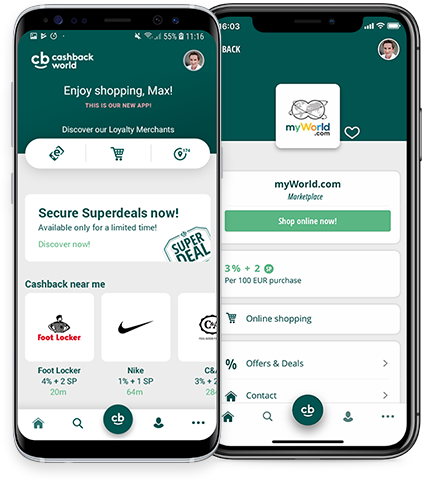 55% 11:16
cb cashback
world
Enjoy shopping, Max!
THIS IS OUR NEW APP!
Discover our Loyalty Merchants
174
Secure Superdeals now!
Available only for a limited time!
Discover now!
SUPER
DEAL
Cashback near me
Foot Locker
Foot Locker
4% + 2 SP
20m
Nike
1% + 1 SP
64m
C&
3% + 2
cb
16:03
BACK
myWorld
.com
myWorld.com
Marketplace
Shop online now!
3% + 2 SP
Per 100 EUR purchase
Online shopping
% Offers & Deals
Contact
cb